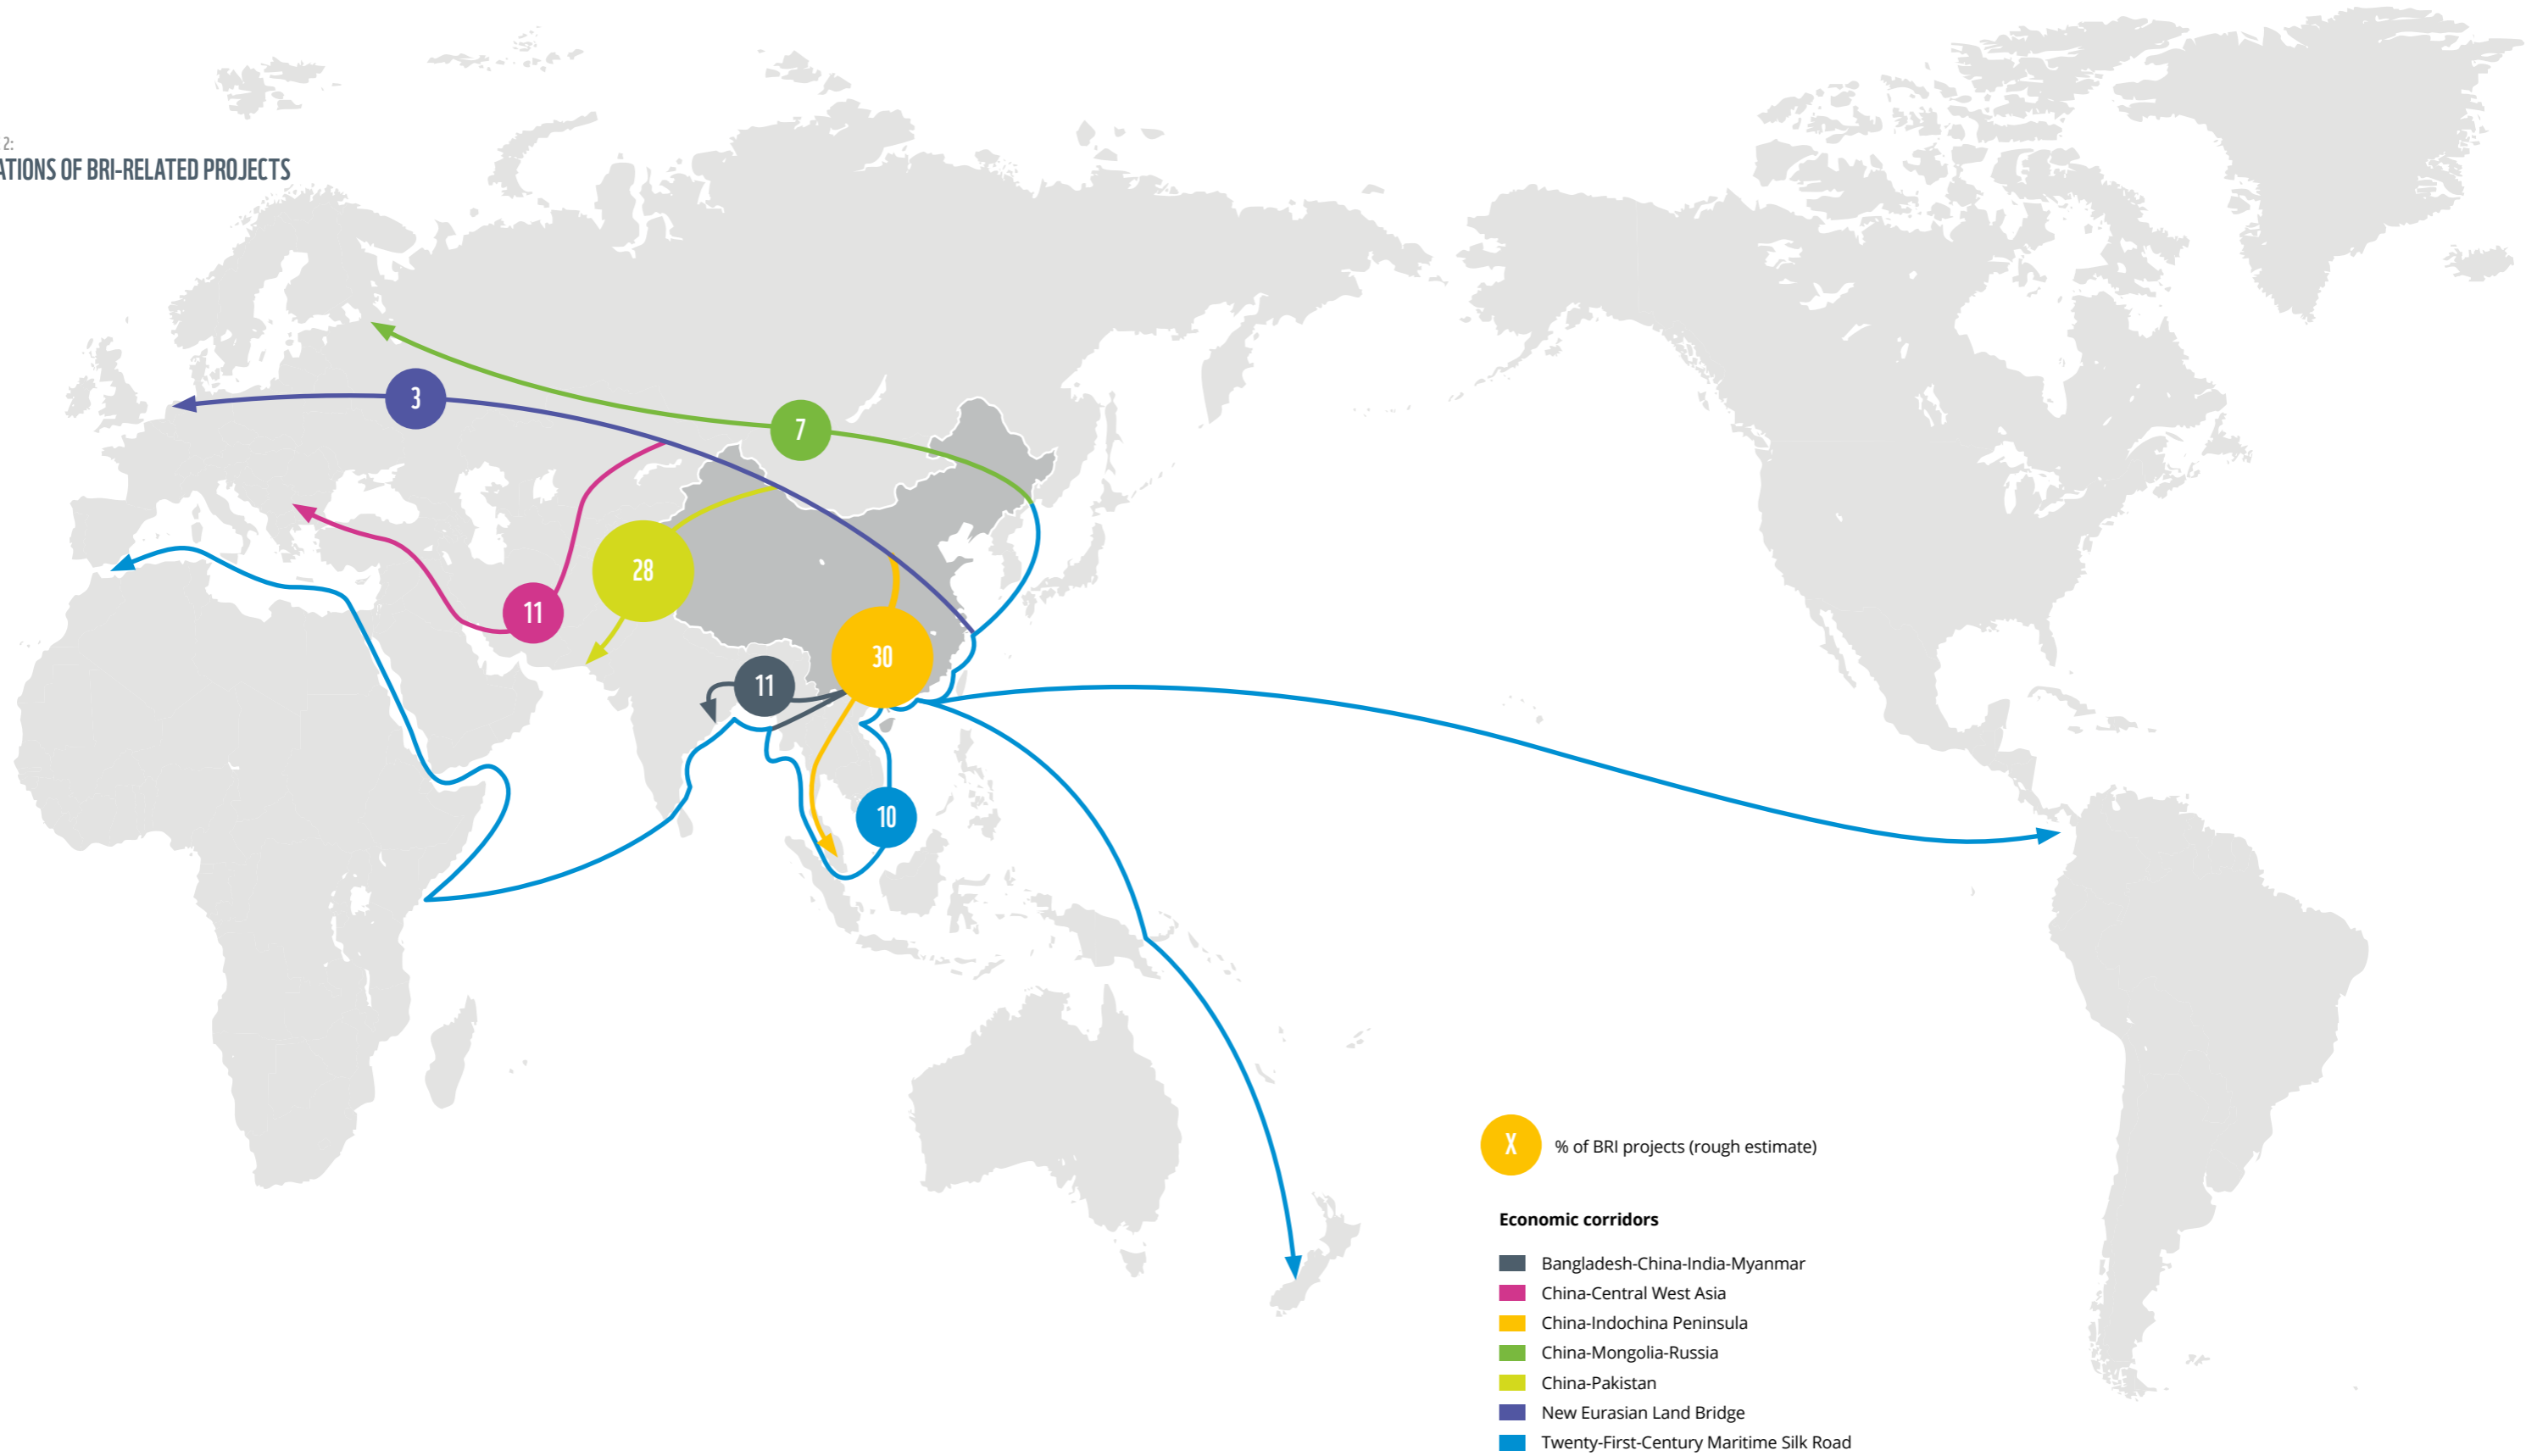 2:
ATIONS OF BRI-RELATED PROJECTS
3
7
28
11
30
11
10
X % of BRI projects (rough estimate)
Economic corridors
Bangladesh-China-India-Myanmar
China-Central West Asia
China-Indochina Peninsula
China-Mongolia-Russia
China-Pakistan
New Eurasian Land Bridge
Twenty-First-Century Maritime Silk Road